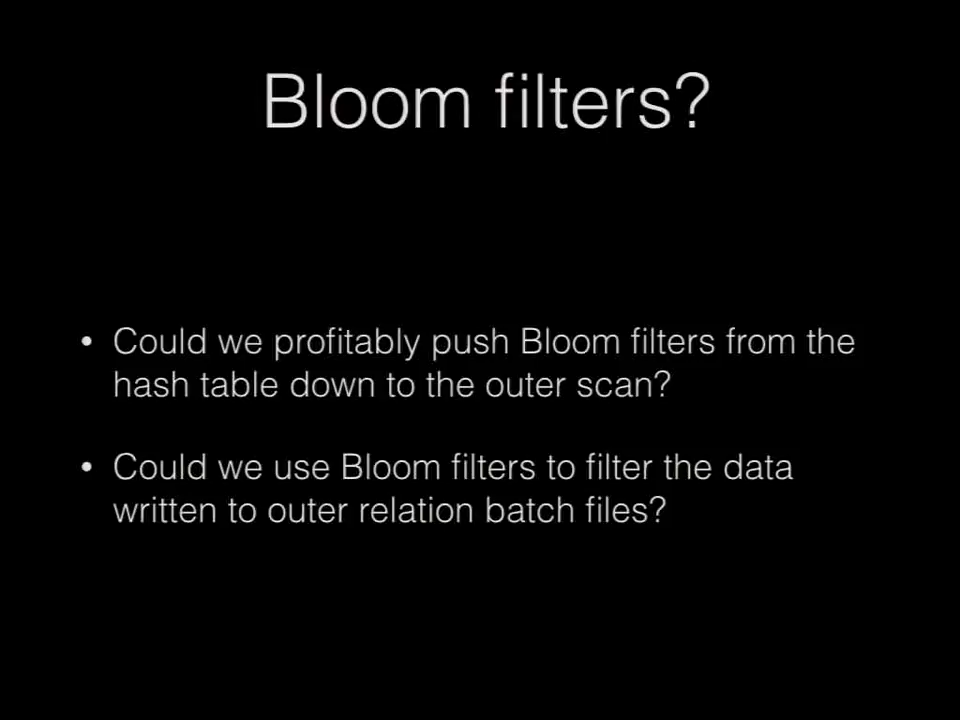 Bloom filters?
• Could we profitably push Bloom filters from the
hash table down to the outer scan?
• Could we use Bloom filters to filter the data
written to outer relation batch files?